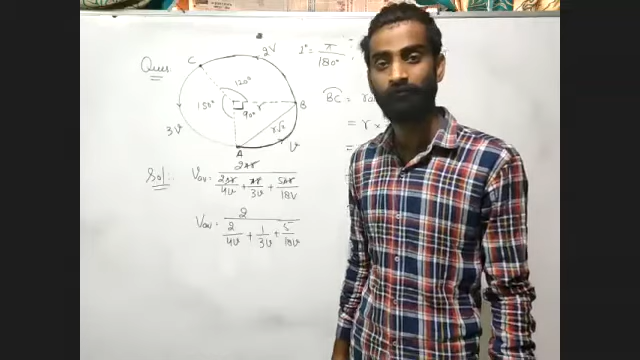 Ques.
C
2V
120°
150°
r
B
90°
r√2
3V
A
V
1° = π/180°
BC =
= r ×
=
Sol :-
Vav = 2πr / (2πr/4V + πr/3V + 5πr/18V)
Vav = 2 / (2/4V + 1/3V + 5/18V)